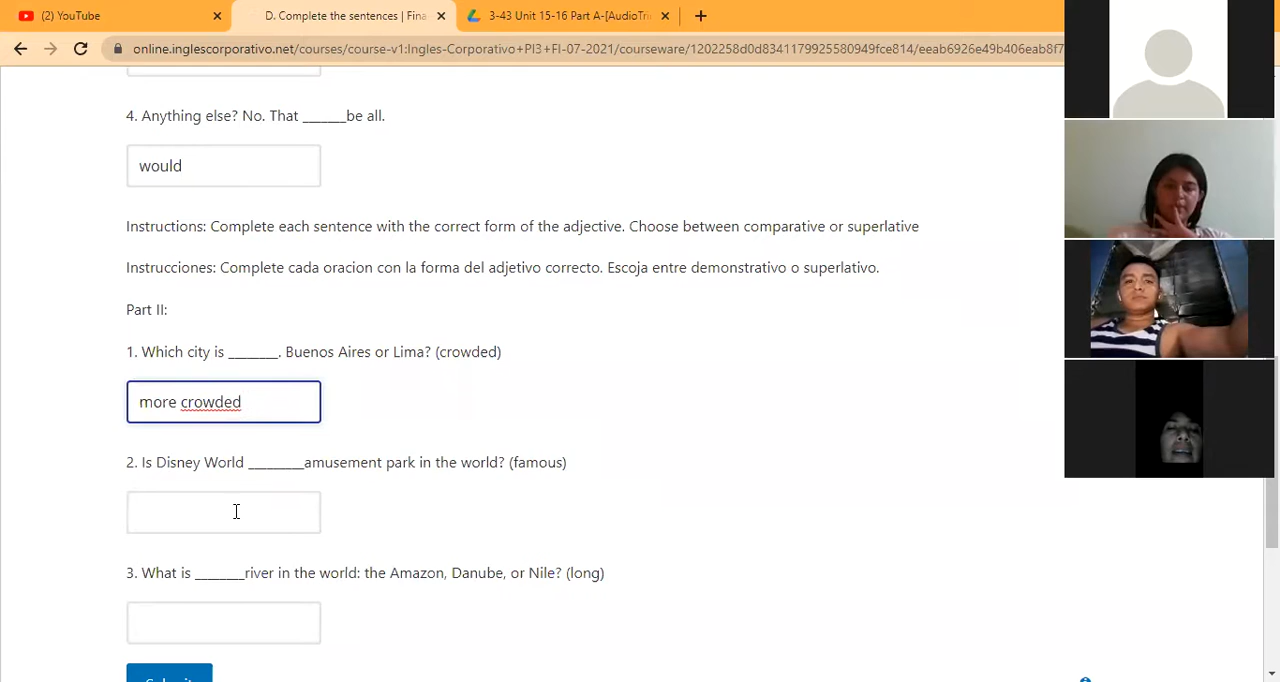 (2) YouTube
D. Complete the sentences | Fina
3-43 Unit 15-16 Part A-[AudioTri
online.inglescorporativo.net/courses/course-v1:Ingles-Corporativo+PI3+FI-07-2021/courseware/1202258d0d8341179925580949fce814/eeab6926e49b406eab8f7
4. Anything else? No. That ______be all.
would
Instructions: Complete each sentence with the correct form of the adjective. Choose between comparative or superlative
Instrucciones: Complete cada oracion con la forma del adjetivo correcto. Escoja entre demonstrativo o superlativo.
Part II:
1. Which city is _______. Buenos Aires or Lima? (crowded)
more crowded
2. Is Disney World ________amusement park in the world? (famous)
3. What is _______river in the world: the Amazon, Danube, or Nile? (long)
Submit